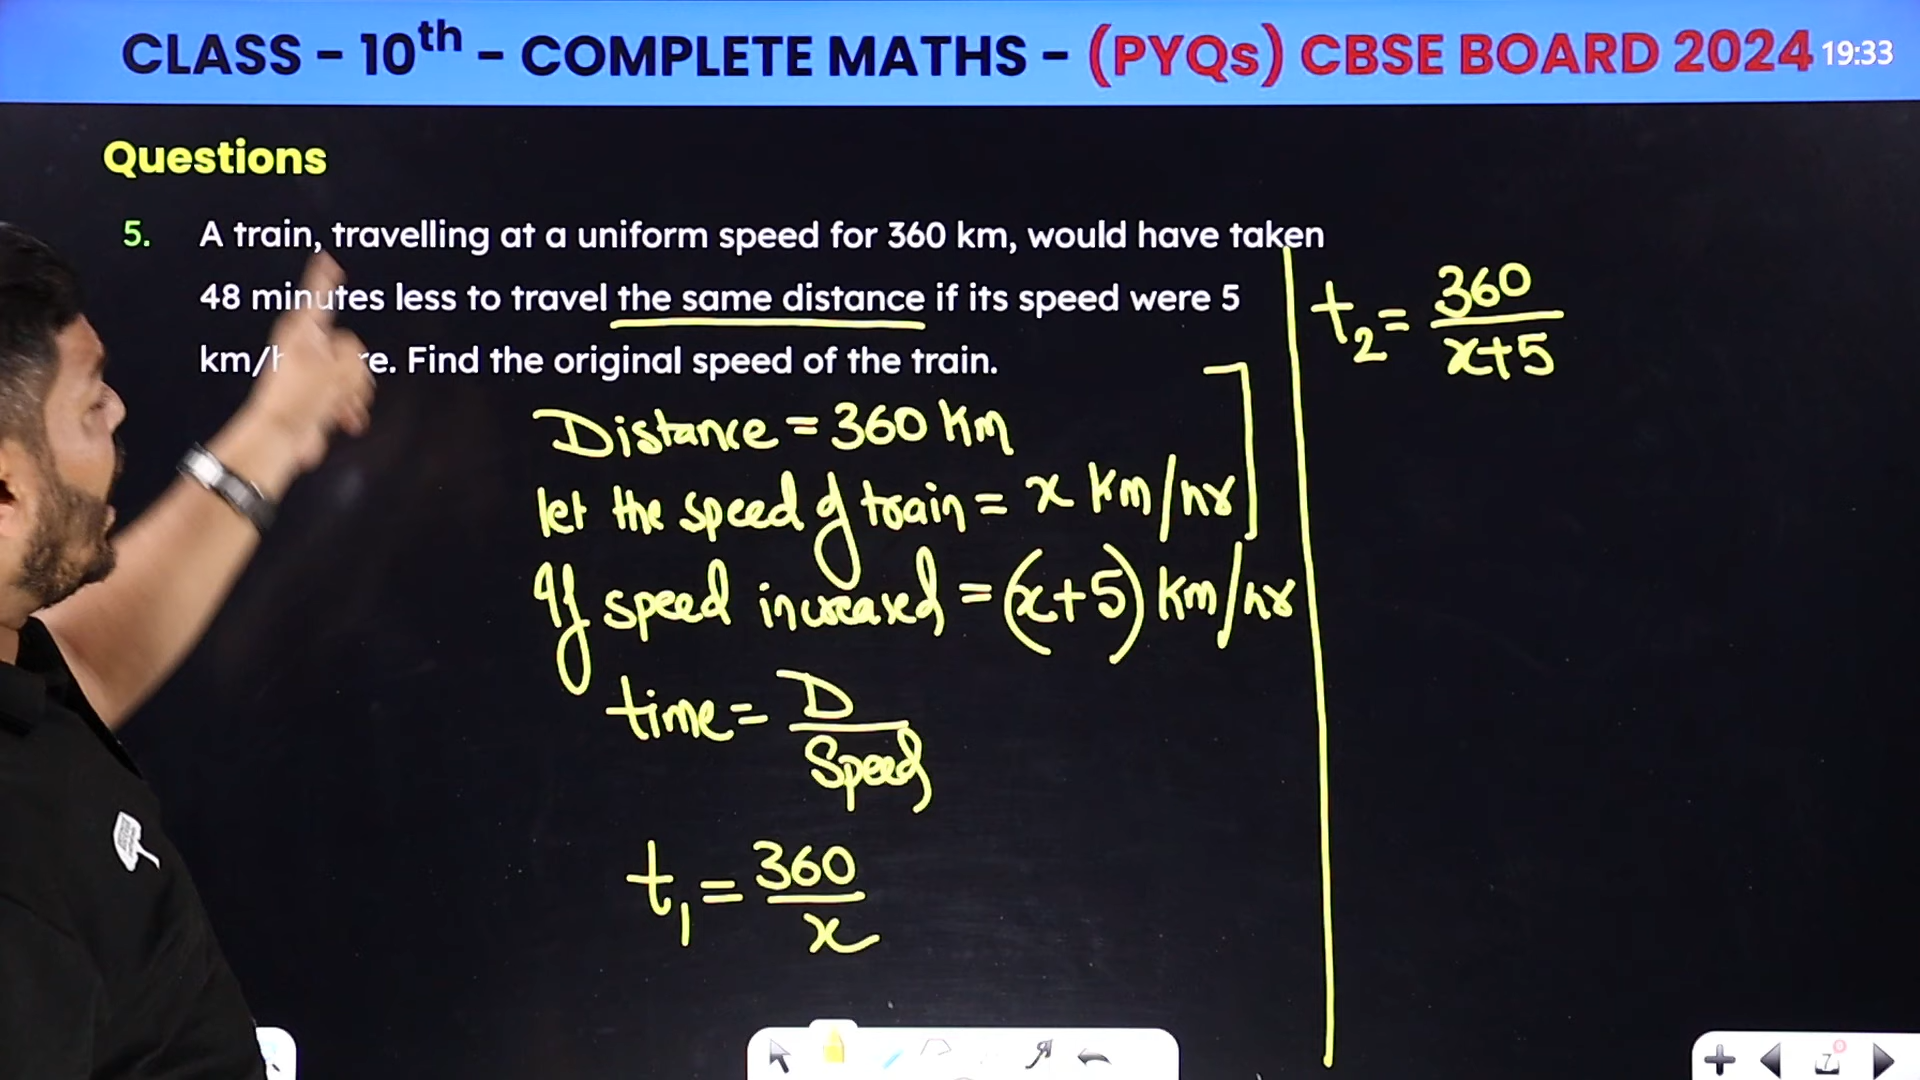 CLASS - 10th - COMPLETE MATHS - (PYQs) CBSE BOARD 2024 19:33
Questions
5. A train, travelling at a uniform speed for 360 km, would have taken
48 minutes less to travel the same distance if its speed were 5
km/h re. Find the original speed of the train.
Distance = 360 Km
let the speed of train = x Km/hr
If speed increased = (x+5) Km/hr
time = D/Speed
t₁ = 360/x
t₂ = 360/x+5
7